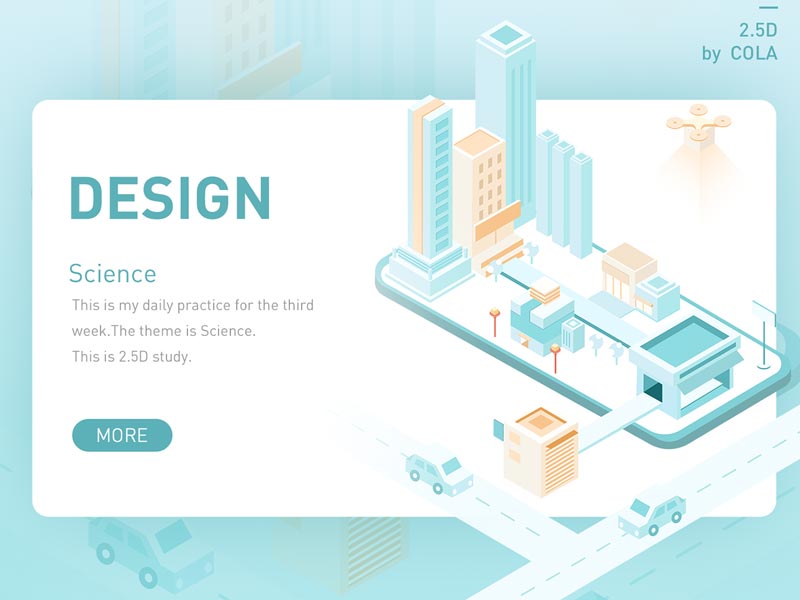 2.5D
by COLA
DESIGN
Science
This is my daily practice for the third
week.The theme is Science.
This is 2.5D study.
MORE